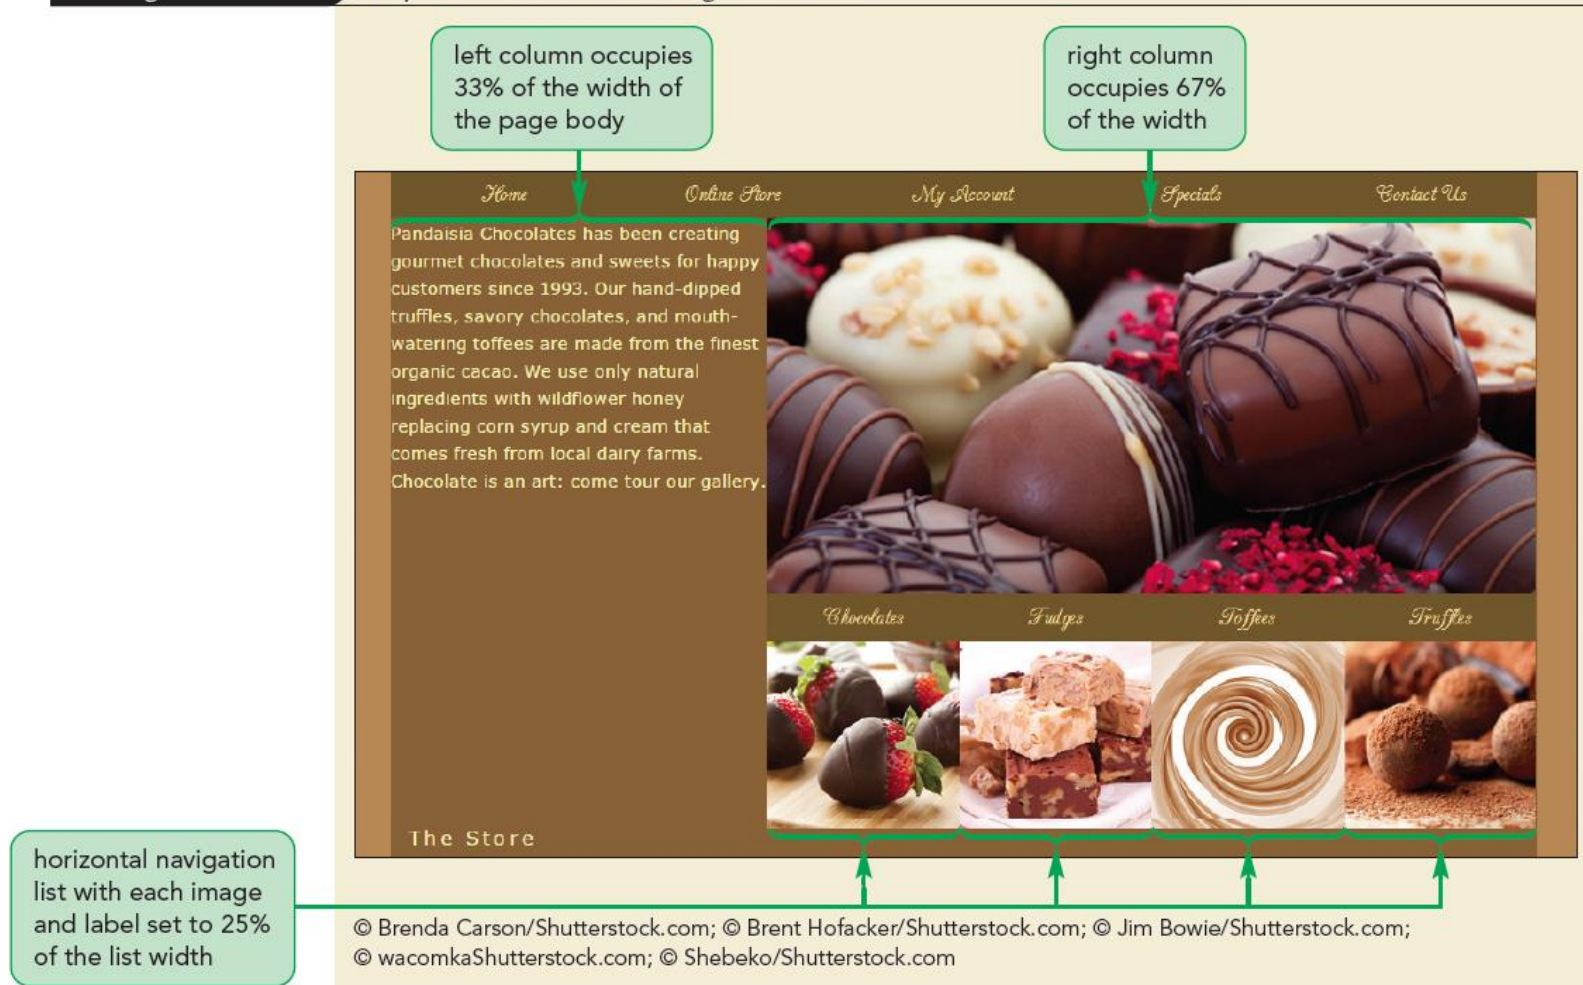 left column occupies
33% of the width of
the page body
right column
occupies 67%
of the width
Home Online Store My Account Specials Contact Us
Pandaisia Chocolates has been creating
gourmet chocolates and sweets for happy
customers since 1993. Our hand-dipped
truffles, savory chocolates, and mouth-
watering toffees are made from the finest
organic cacao. We use only natural
ingredients with wildflower honey
replacing corn syrup and cream that
comes fresh from local dairy farms.
Chocolate is an art: come tour our gallery.
Chocolates Fudges Toffees Truffles
The Store
horizontal navigation
list with each image
and label set to 25%
of the list width
© Brenda Carson/Shutterstock.com; © Brent Hofacker/Shutterstock.com; © Jim Bowie/Shutterstock.com;
© wacomkaShutterstock.com; © Shebeko/Shutterstock.com